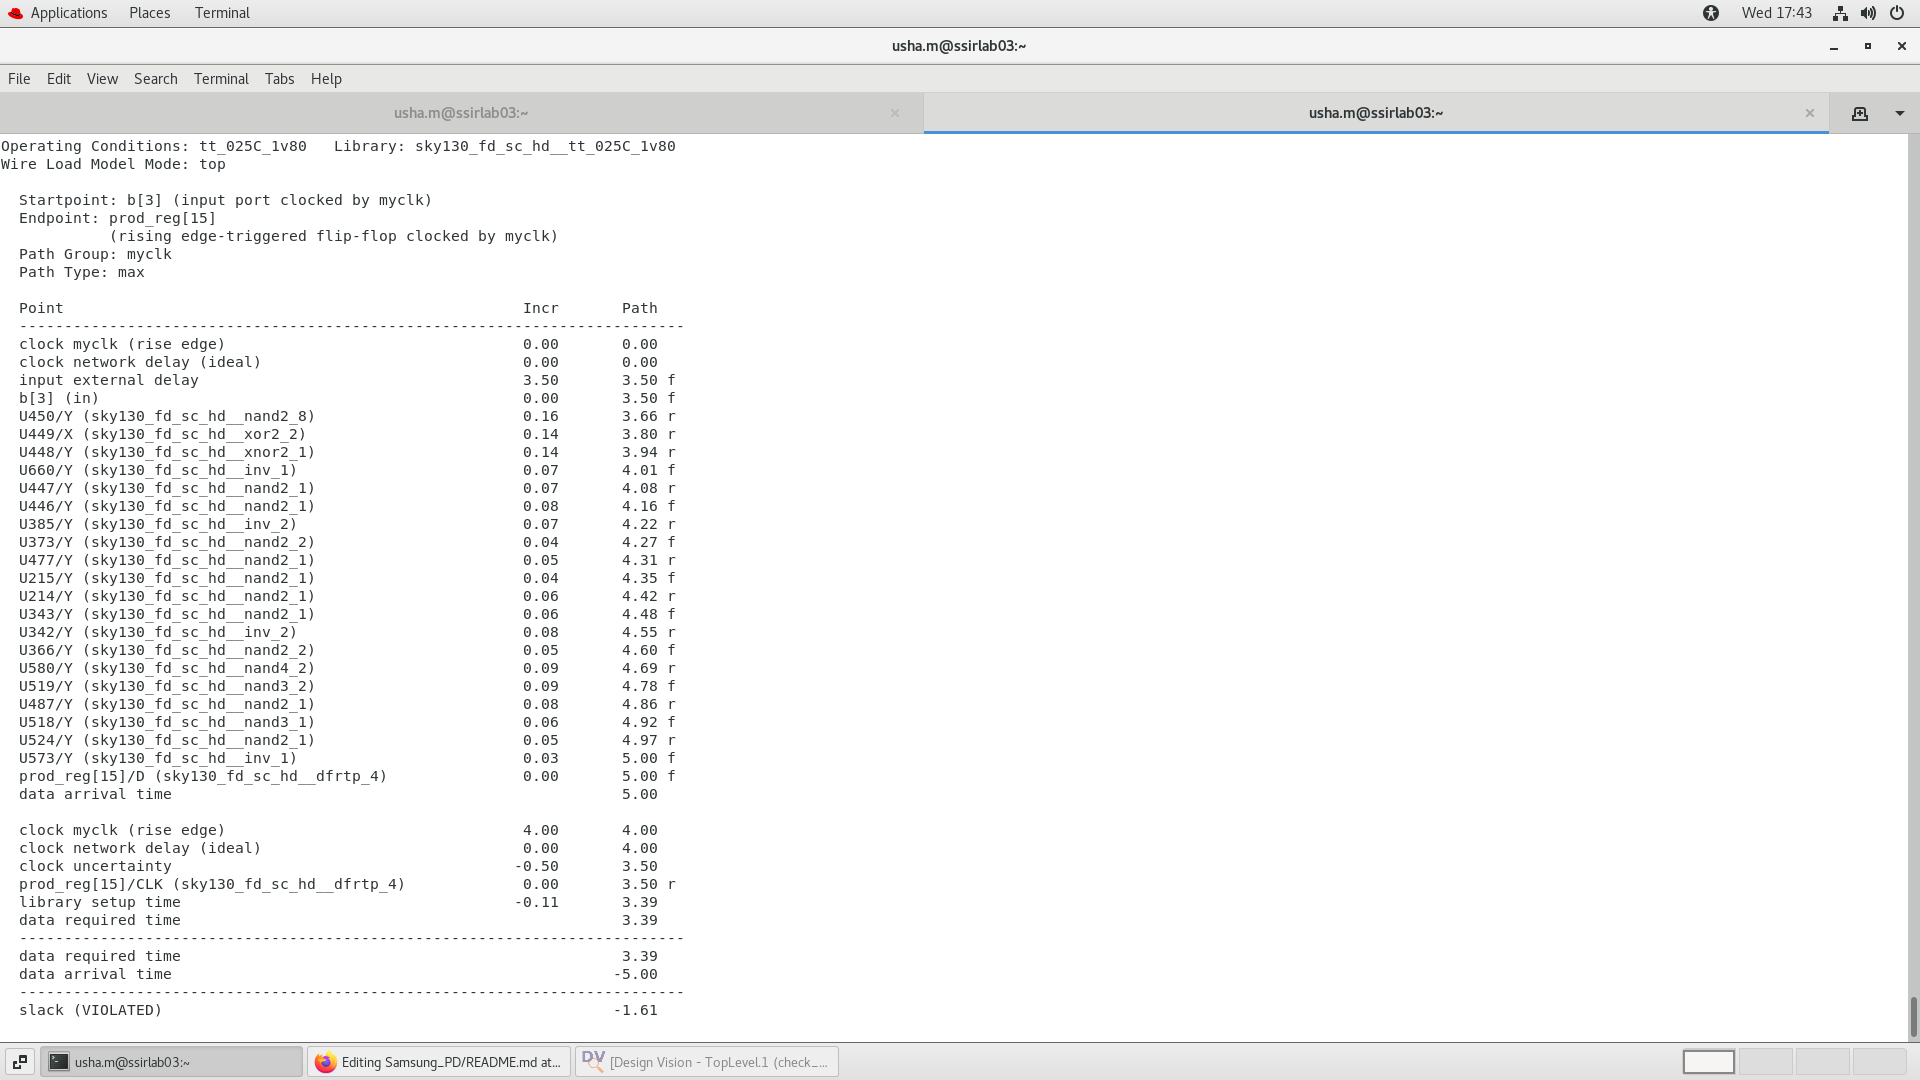 Applications Places Terminal Wed 17:43
usha.m@ssirlab03:~
File Edit View Search Terminal Tabs Help
usha.m@ssirlab03:~ usha.m@ssirlab03:~
Operating Conditions: tt_025C_1v80   Library: sky130_fd_sc_hd__tt_025C_1v80
Wire Load Model Mode: top
Startpoint: b[3] (input port clocked by myclk)
Endpoint: prod_reg[15]
(rising edge-triggered flip-flop clocked by myclk)
Path Group: myclk
Path Type: max
Point Incr Path
--------------------------------------------------------------------------
clock myclk (rise edge) 0.00 0.00
clock network delay (ideal) 0.00 0.00
input external delay 3.50 3.50 f
b[3] (in) 0.00 3.50 f
U450/Y (sky130_fd_sc_hd__nand2_8) 0.16 3.66 r
U449/X (sky130_fd_sc_hd__xor2_2) 0.14 3.80 r
U448/Y (sky130_fd_sc_hd__xnor2_1) 0.14 3.94 r
U660/Y (sky130_fd_sc_hd__inv_1) 0.07 4.01 f
U447/Y (sky130_fd_sc_hd__nand2_1) 0.07 4.08 r
U446/Y (sky130_fd_sc_hd__nand2_1) 0.08 4.16 f
U385/Y (sky130_fd_sc_hd__inv_2) 0.07 4.22 r
U373/Y (sky130_fd_sc_hd__nand2_2) 0.04 4.27 f
U477/Y (sky130_fd_sc_hd__nand2_1) 0.05 4.31 r
U215/Y (sky130_fd_sc_hd__nand2_1) 0.04 4.35 f
U214/Y (sky130_fd_sc_hd__nand2_1) 0.06 4.42 r
U343/Y (sky130_fd_sc_hd__nand2_1) 0.06 4.48 f
U342/Y (sky130_fd_sc_hd__inv_2) 0.08 4.55 r
U366/Y (sky130_fd_sc_hd__nand2_2) 0.05 4.60 f
U580/Y (sky130_fd_sc_hd__nand4_2) 0.09 4.69 r
U519/Y (sky130_fd_sc_hd__nand3_2) 0.09 4.78 f
U487/Y (sky130_fd_sc_hd__nand2_1) 0.08 4.86 r
U518/Y (sky130_fd_sc_hd__nand3_1) 0.06 4.92 f
U524/Y (sky130_fd_sc_hd__nand2_1) 0.05 4.97 r
U573/Y (sky130_fd_sc_hd__inv_1) 0.03 5.00 f
prod_reg[15]/D (sky130_fd_sc_hd__dfrtp_4) 0.00 5.00 f
data arrival time 5.00
clock myclk (rise edge) 4.00 4.00
clock network delay (ideal) 0.00 4.00
clock uncertainty -0.50 3.50
prod_reg[15]/CLK (sky130_fd_sc_hd__dfrtp_4) 0.00 3.50 r
library setup time -0.11 3.39
data required time 3.39
--------------------------------------------------------------------------
data required time 3.39
data arrival time -5.00
--------------------------------------------------------------------------
slack (VIOLATED) -1.61
usha.m@ssirlab03:~ Editing Samsung_PD/README.md at... [Design Vision - TopLevel.1 (check_...